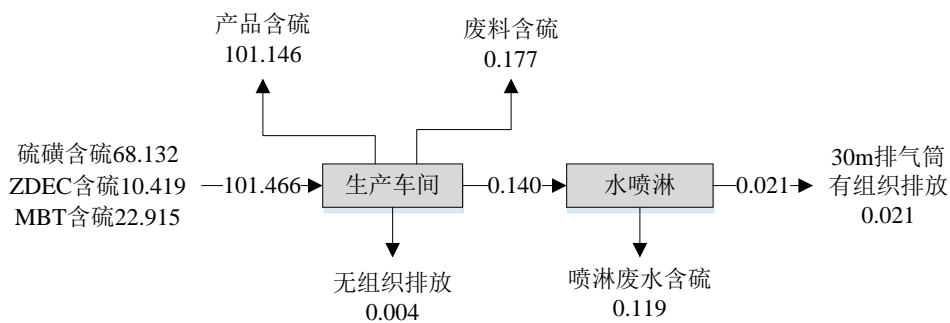 产品含硫
101.146
废料含硫
0.177
硫磺含硫68.132
ZDEC含硫10.419
MBT含硫22.915
101.466
生产车间
0.140
水喷淋
0.021
30m排气筒
有组织排放
0.021
无组织排放
0.004
喷淋废水含硫
0.119